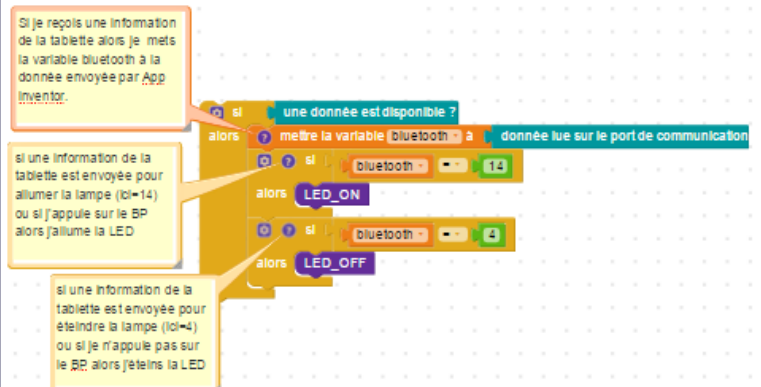 Si je reçois une information
de la tablette alors je mets
la variable bluetooth à la
donnée envoyée par App
Inventor.
si une donnée est disponible ?
alors mettre la variable bluetooth à donnée lue sur le port de communication
si une information de la
tablette est envoyée pour
allumer la lampe (ici=14)
ou si j'appuie sur le BP
alors j'allume la LED
si bluetooth = 14
alors LED_ON
si bluetooth = 4
alors LED_OFF
si une information de la
tablette est envoyée pour
éteindre la lampe (ici=4)
ou si je n'appuie pas sur
le BP alors j'éteins la LED